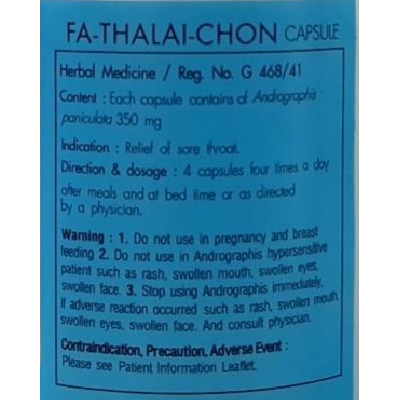 FA-THALAI-CHON CAPSULE
Herbal Medicine / Reg. No. G 468/41
Content : Each capsule contains of Andrographis
paniculata 350 mg
Indication : Relief of sore throat.
Direction & dosage : 4 capsules four times a day
after meals and at bed time or as directed
by a physician.
Warning : 1. Do not use in pregnancy and breast
feeding 2. Do not use in Andrographis hypersensitive
patient such as rash, swollen mouth, swollen eyes,
swollen face. 3. Stop using Andrographis immediately,
if adverse reaction occurred such as rash, swollen mouth,
swollen eyes, swollen face. And consult physician.
Contraindication, Precaution, Adverse Event :
Please see Patient Information Leaflet.